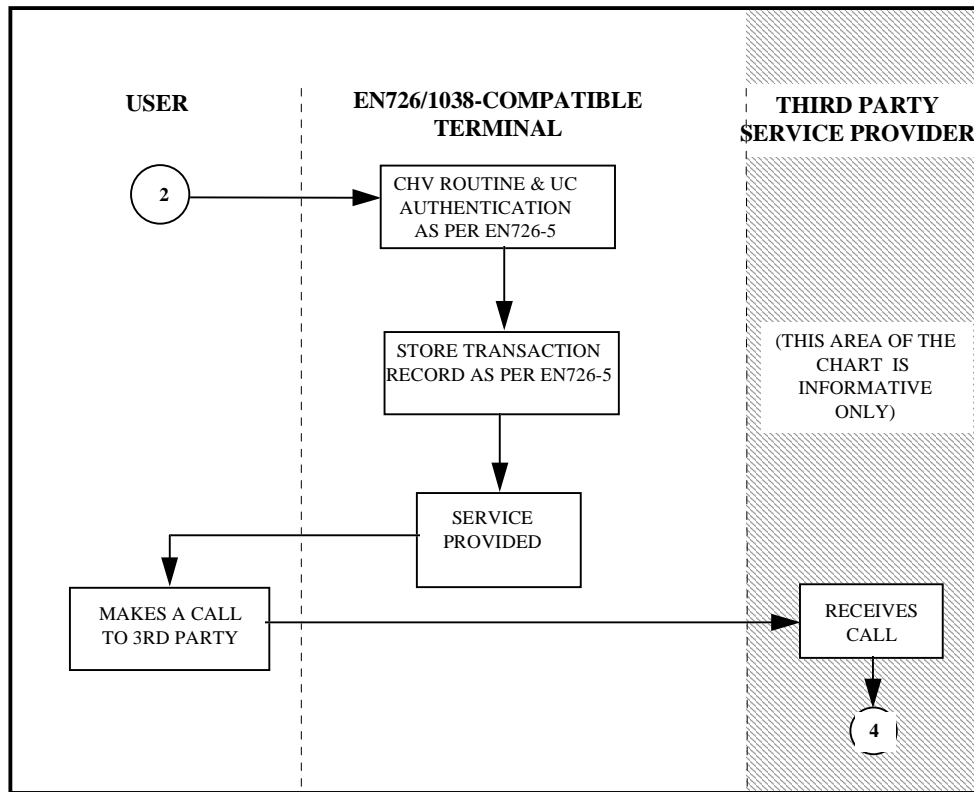 USER
EN726/1038-COMPATIBLE
TERMINAL
THIRD PARTY
SERVICE PROVIDER
2
CHV ROUTINE & UC
AUTHENTICATION
AS PER EN726-5
STORE TRANSACTION
RECORD AS PER EN726-5
(THIS AREA OF THE
CHART IS
INFORMATIVE
ONLY)
SERVICE
PROVIDED
MAKES A CALL
TO 3RD PARTY
RECEIVES
CALL
4